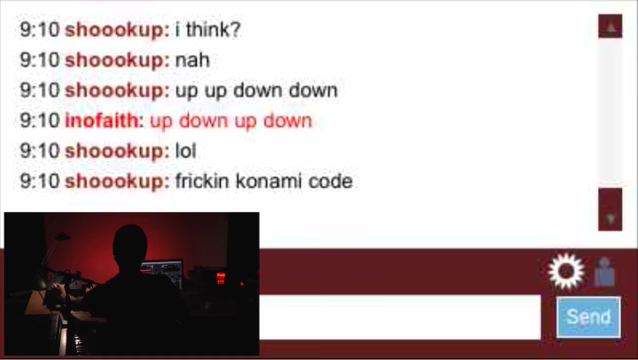 9:10 shoookup: i think?
9:10 shoookup: nah
9:10 shoookup: up up down down
9:10 inofaith: up down up down
9:10 shoookup: lol
9:10 shoookup: frickin konami code
Send